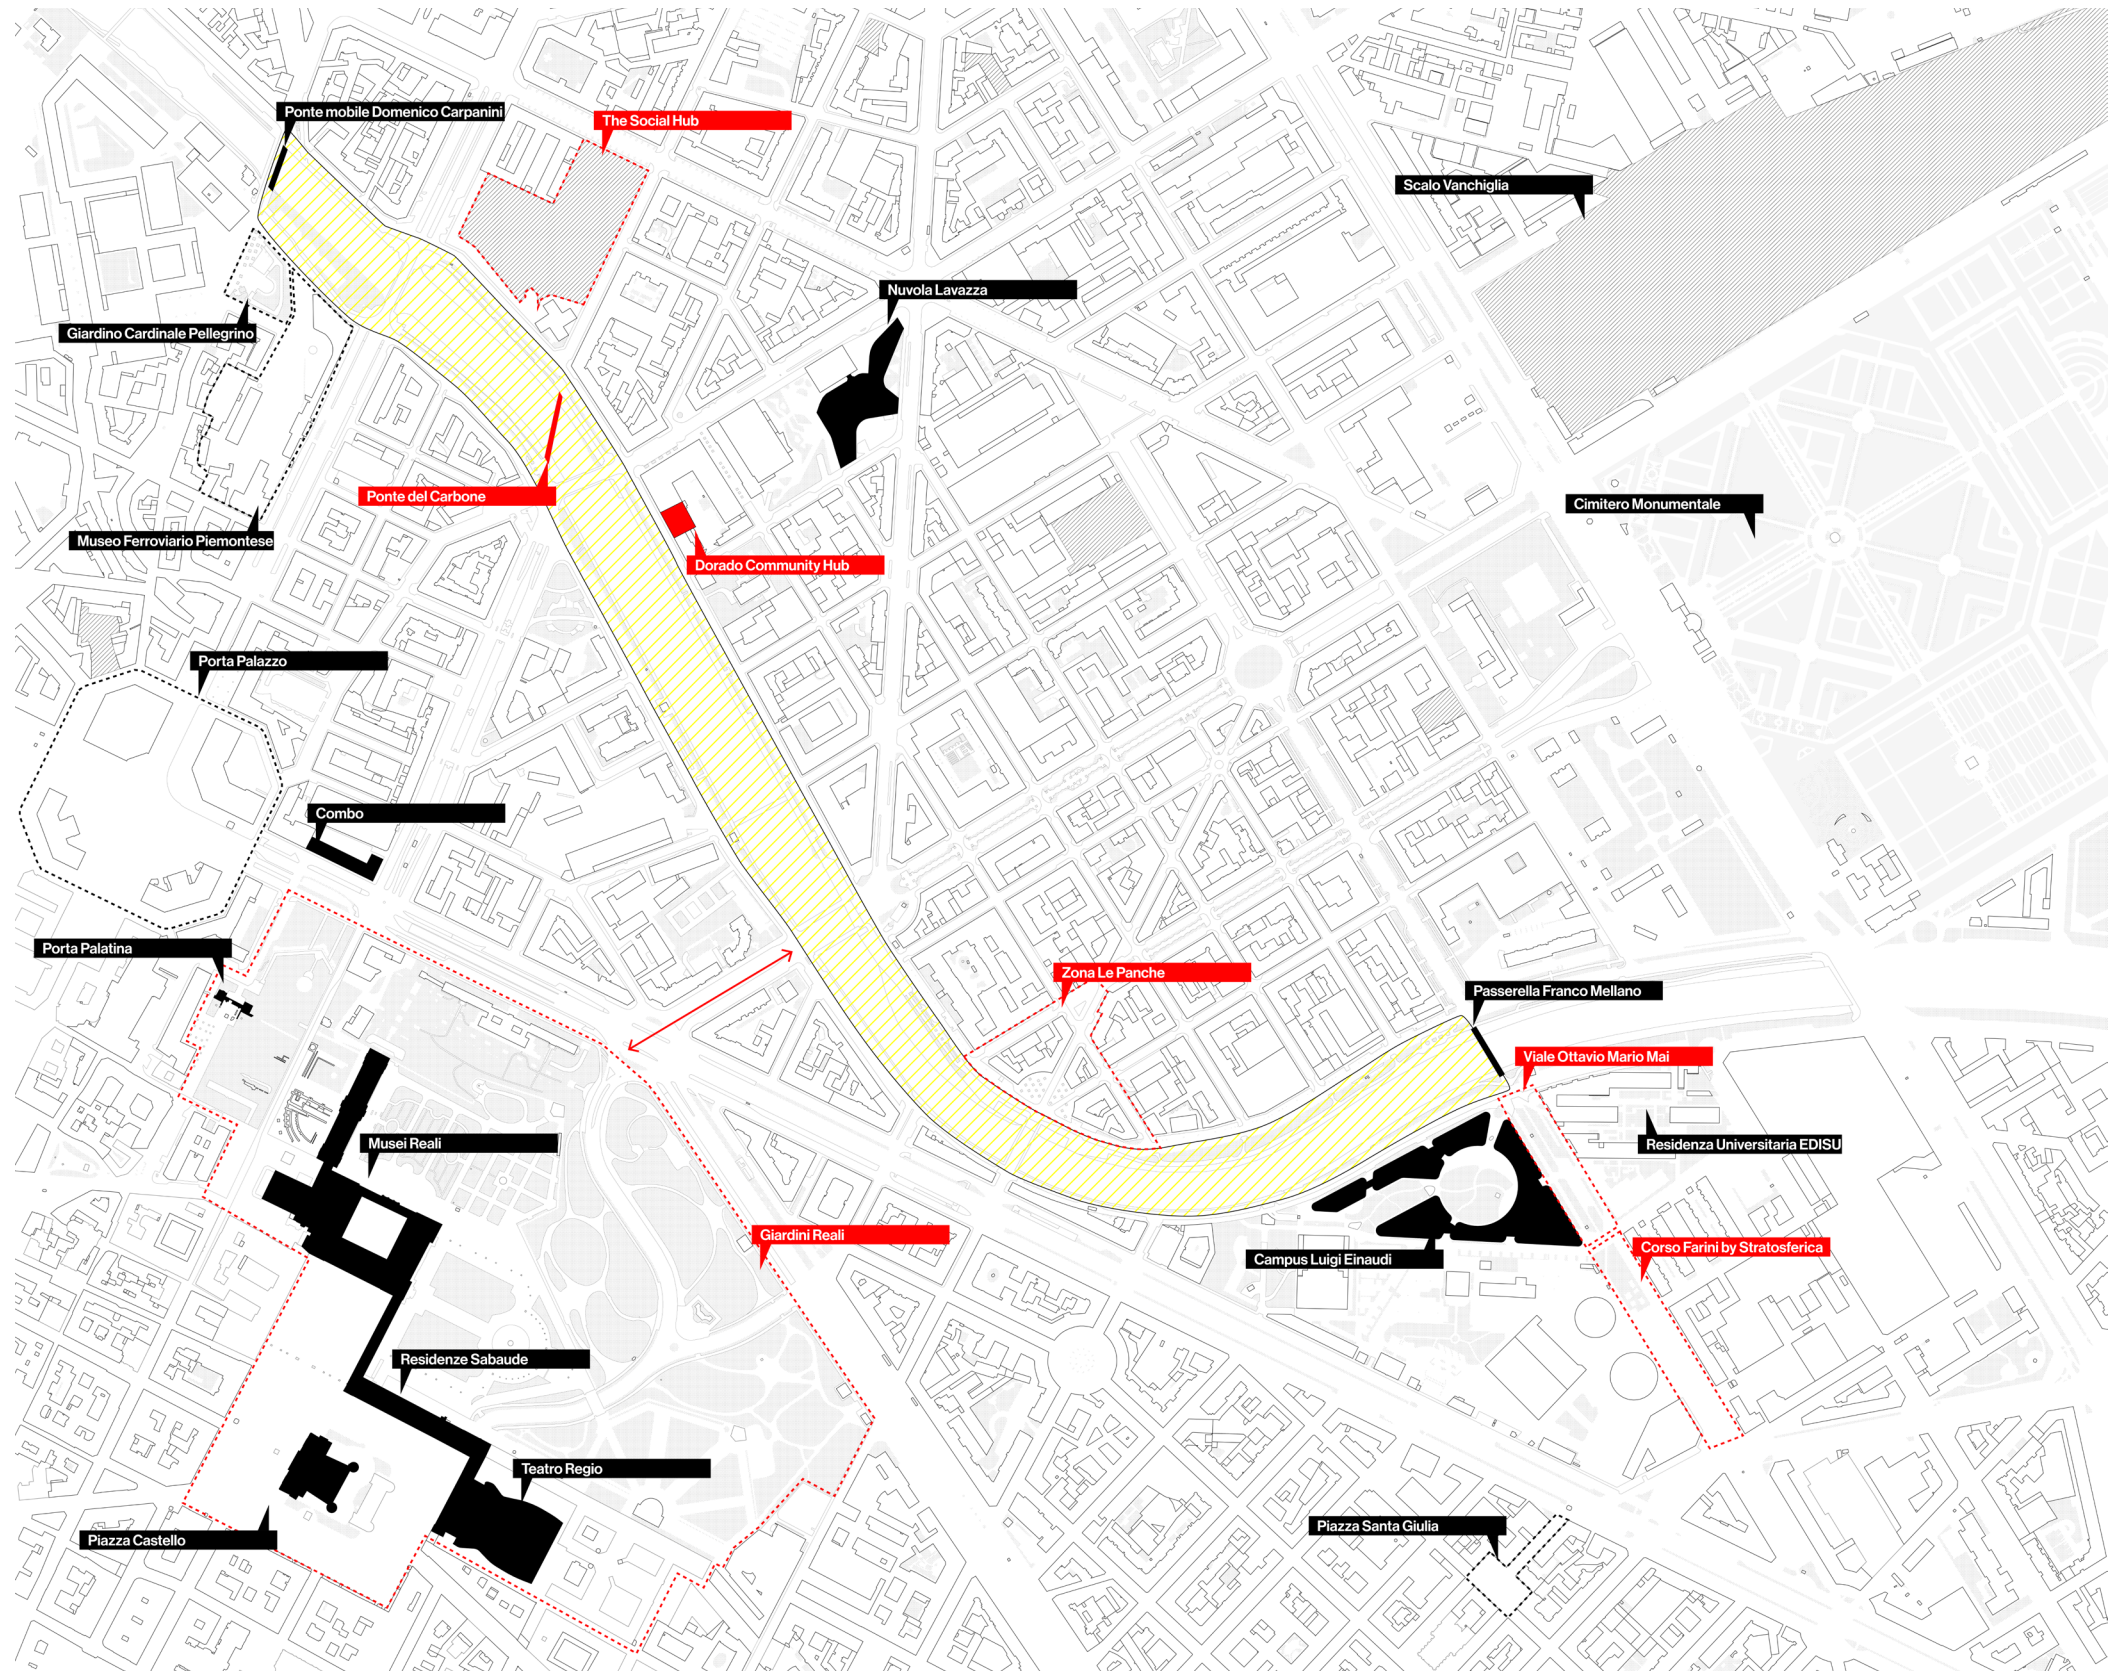 Ponte mobile Domenico Carpanini
The Social Hub
Scalo Vanchiglia
Nuvola Lavazza
Giardino Cardinale Pellegrino
Ponte del Carbone
Cimitero Monumentale
Museo Ferroviario Piemontese
Dorado Community Hub
Porta Palazzo
Combo
Porta Palatina
Zona Le Panche
Passerella Franco Mellano
Viale Ottavio Mario Mai
Musei Reali
Residenza Universitaria EDISU
Giardini Reali
Corso Farini by Stratosferica
Campus Luigi Einaudi
Residenze Sabaude
Teatro Regio
Piazza Santa Giulia
Piazza Castello